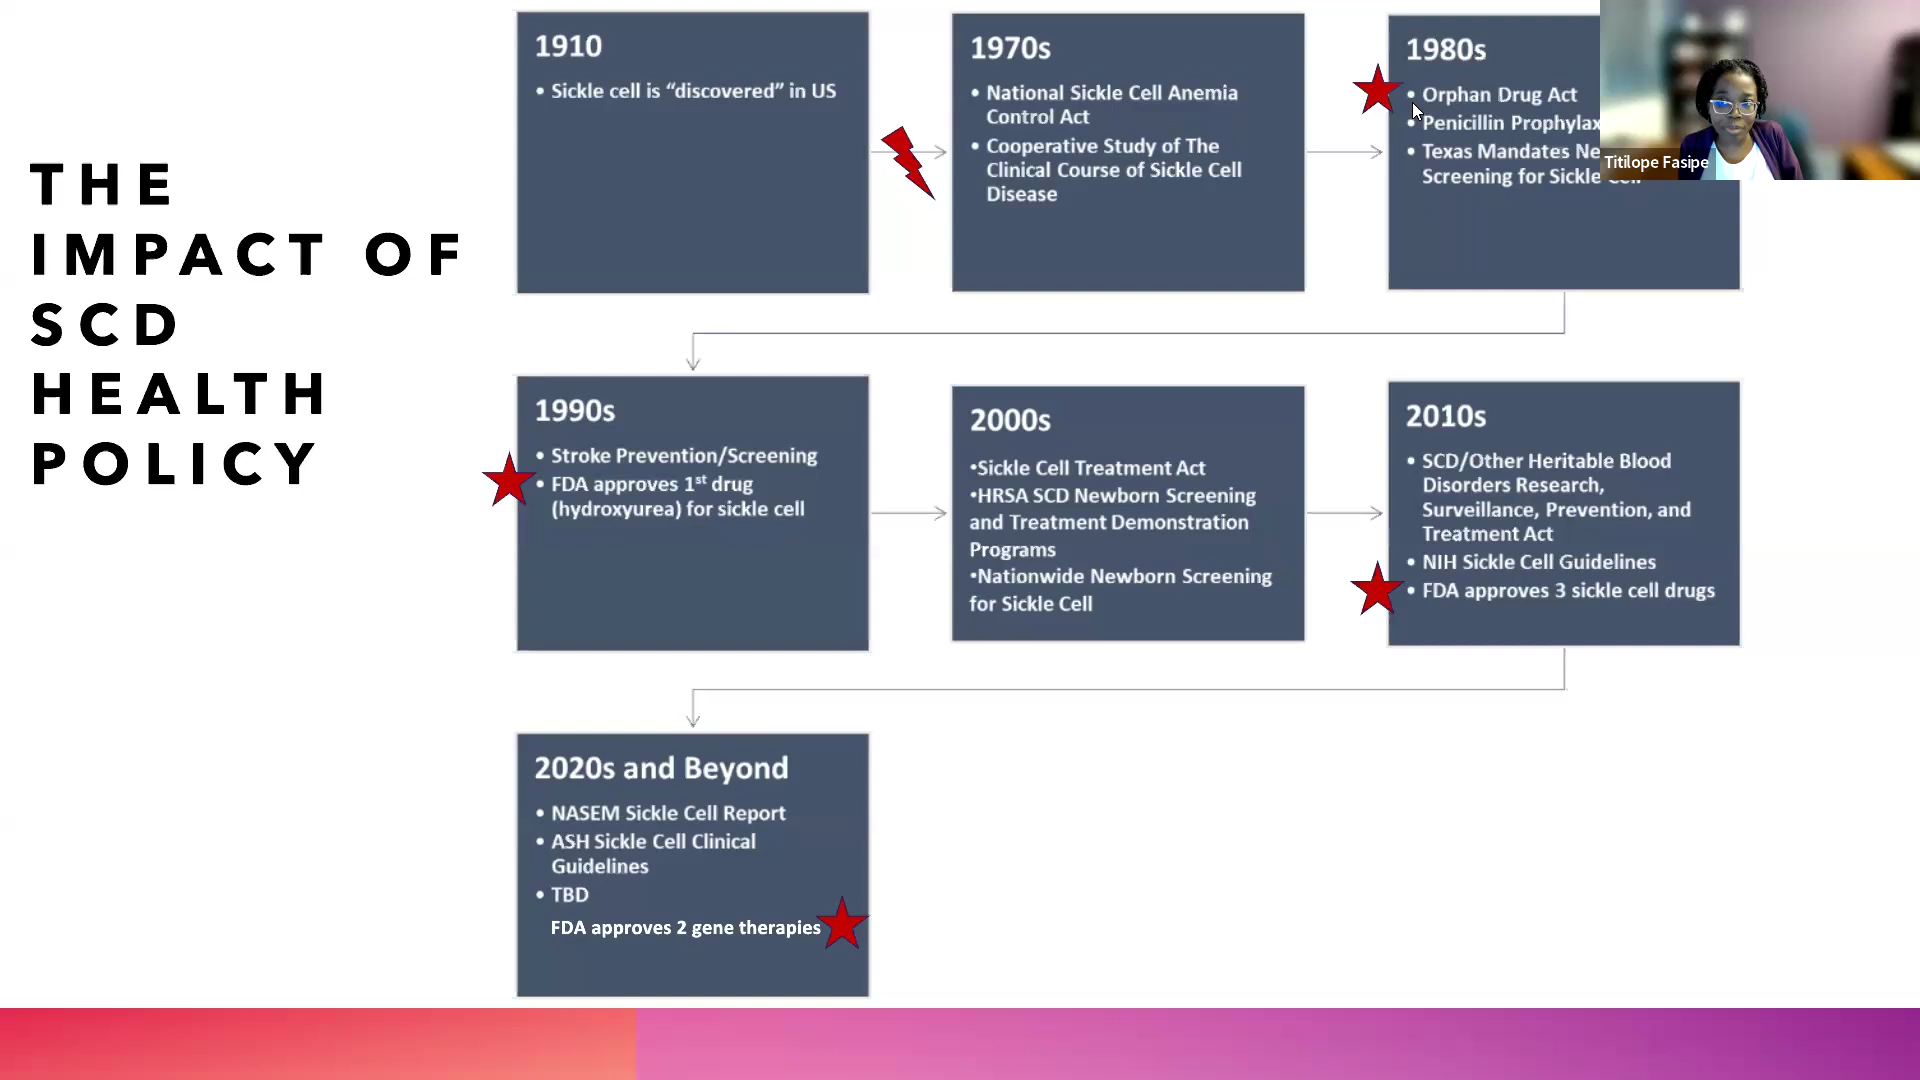 THE
IMPACT OF
SCD
HEALTH
POLICY
1910
• Sickle cell is “discovered” in US
1970s
• National Sickle Cell Anemia
Control Act
• Cooperative Study of The
Clinical Course of Sickle Cell
Disease
1980s
• Orphan Drug Act
• Penicillin
• Texas Mandates
Screening for Sickle
Titilope Fasipe
1990s
• Stroke Prevention/Screening
• FDA approves 1st drug
(hydroxyurea) for sickle cell
2000s
•Sickle Cell Treatment Act
•HRSA SCD Newborn Screening
and Treatment Demonstration
Programs
•Nationwide Newborn Screening
for Sickle Cell
2010s
• SCD/Other Heritable Blood
Disorders Research,
Surveillance, Prevention, and
Treatment Act
• NIH Sickle Cell Guidelines
• FDA approves 3 sickle cell drugs
2020s and Beyond
• NASEM Sickle Cell Report
• ASH Sickle Cell Clinical
Guidelines
• TBD
FDA approves 2 gene therapies